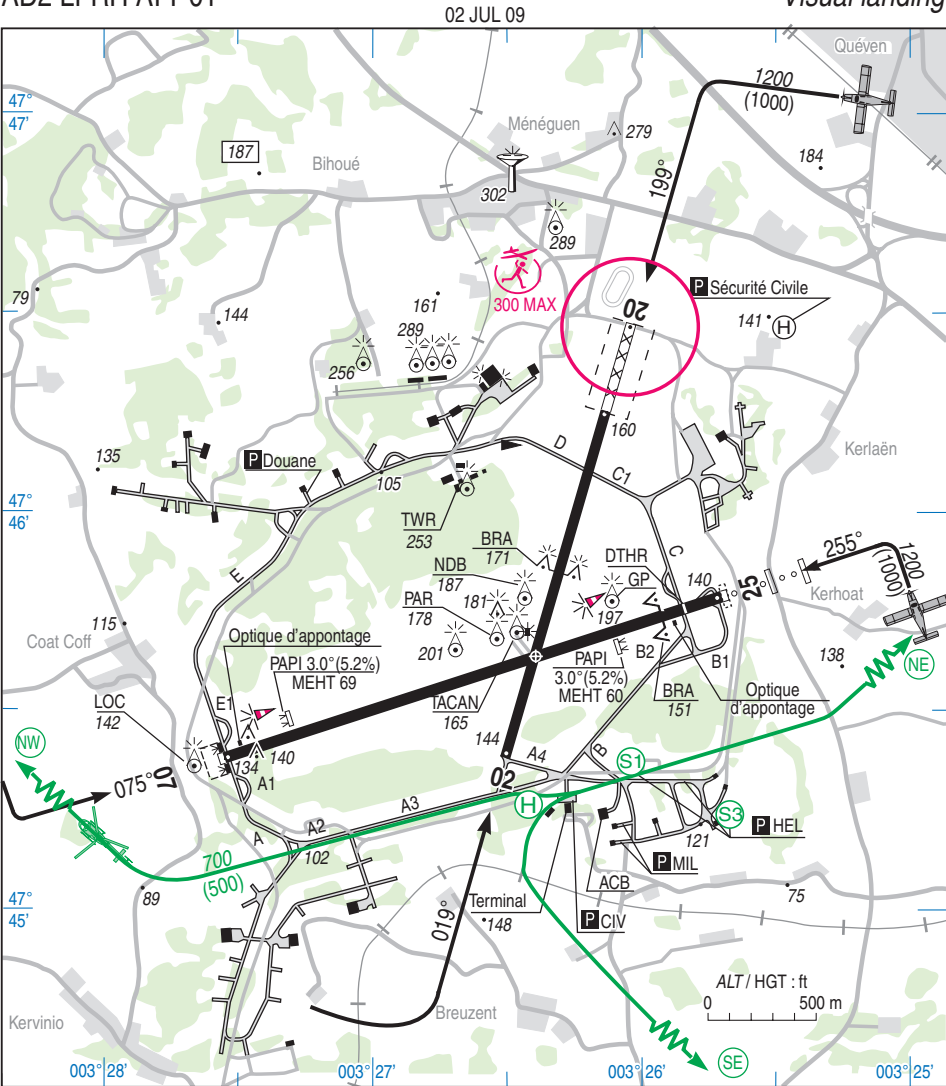 AD2 LFRH APP 01
Visual landing
02 JUL 09
Quéven
1200
(1000)
47°
47'
Ménéguen
279
187
Bihoué
184
302
199°
289
P Sécurité Civile
79
161
300 MAX
20
144
141
H
289
256
160
135
P Douane
D
Kerlaën
105
C1
47°
46'
TWR
253
BRA
171
DTHR
C
255°
1200
(1000)
NDB
187
GP
140
25
E
PAR
178
181
197
Kerhoat
115
Optique d'appontage
Coat Coff
PAPI 3.0°(5.2%)
MEHT 69
201
B2
B1
PAPI
3.0°(5.2%)
MEHT 60
138
NE
LOC
142
E1
TACAN
165
BRA
151
Optique
d'appontage
NW
140
144
134
A4
B
075°
07
A1
02
S1
A3
H
S3
A
A2
P HEL
700
(500)
102
121
P MIL
89
ACB
75
47°
45'
Terminal
148
P CIV
019°
ALT / HGT : ft
0
500 m
Kervinio
Breuzent
SE
003°28'
003°27'
003°26'
003°25'